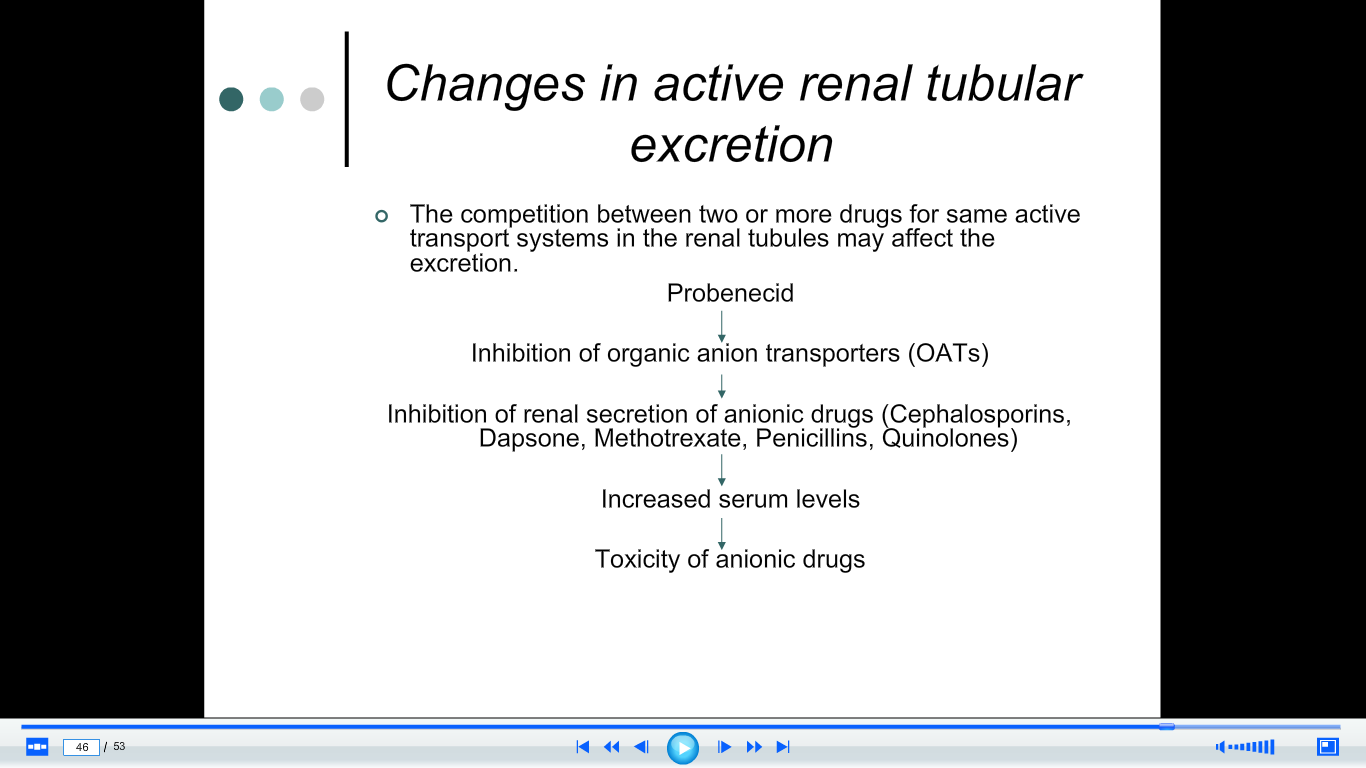 Changes in active renal tubular
excretion
The competition between two or more drugs for same active
transport systems in the renal tubules may affect the
excretion.
Probenecid
Inhibition of organic anion transporters (OATs)
Inhibition of renal secretion of anionic drugs (Cephalosporins,
Dapsone, Methotrexate, Penicillins, Quinolones)
Increased serum levels
Toxicity of anionic drugs
46 / 53